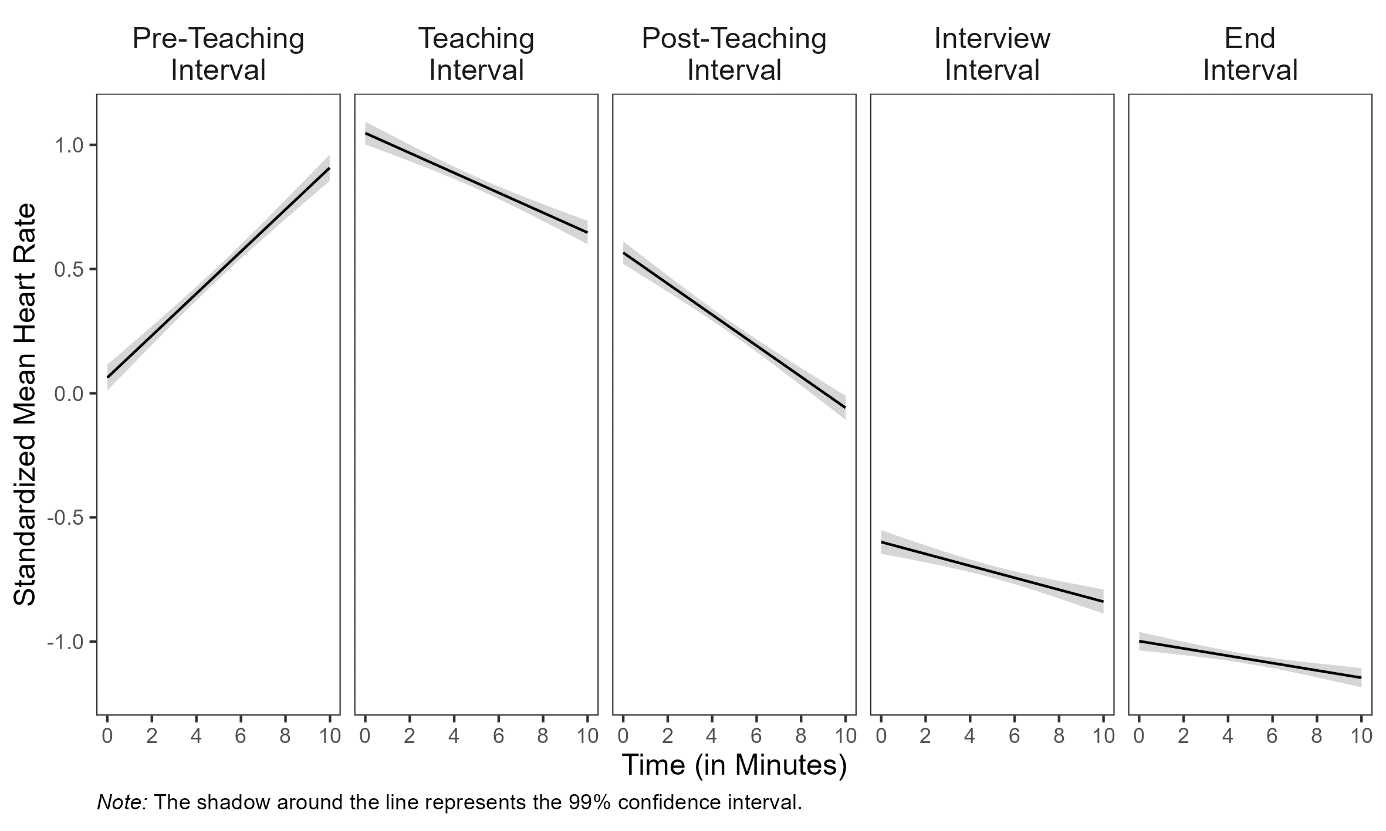 Pre-Teaching
Interval
Teaching
Interval
Post-Teaching
Interval
Interview
Interval
End
Interval
Standardized Mean Heart Rate
1.0
0.5
0.0
-0.5
-1.0
0 2 4 6 8 10
0 2 4 6 8 10
0 2 4 6 8 10
0 2 4 6 8 10
0 2 4 6 8 10
Time (in Minutes)
Note: The shadow around the line represents the 99% confidence interval.